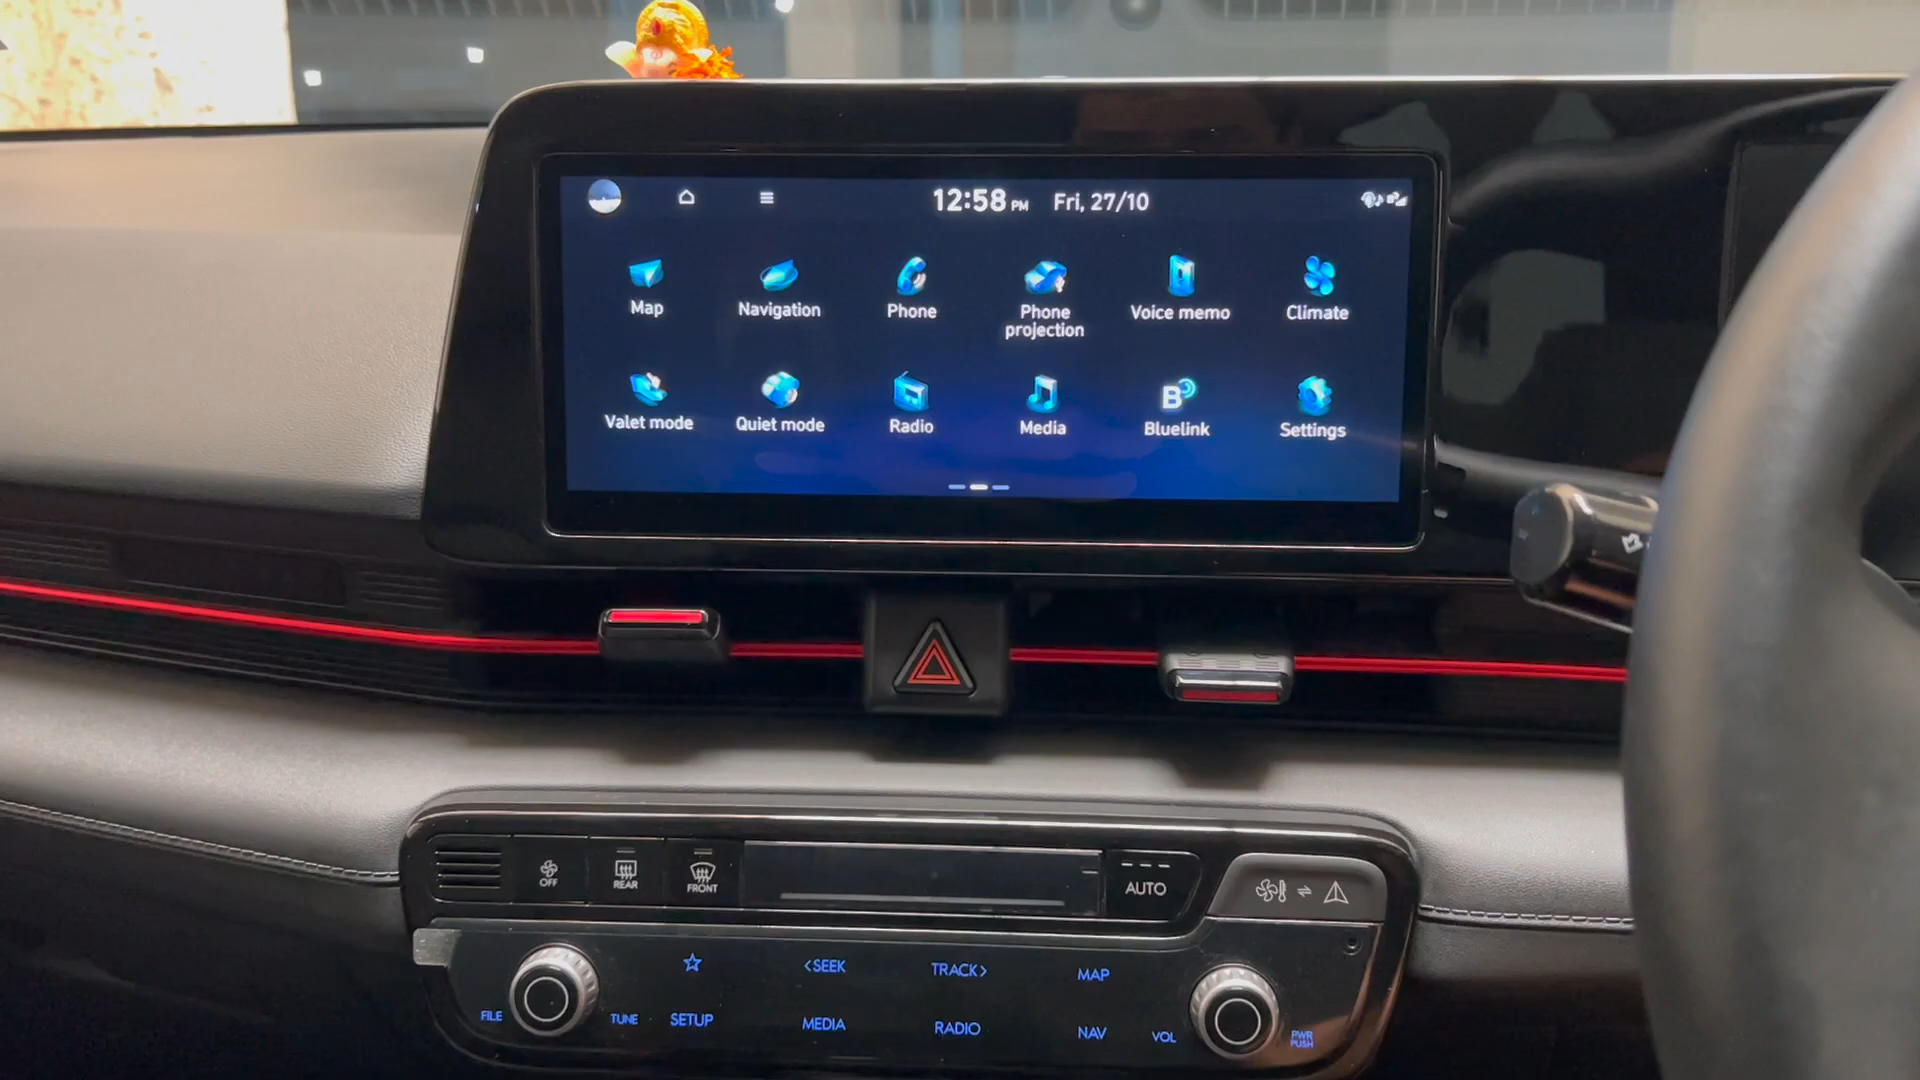 12:58 PM Fri, 27/10
Map Navigation Phone Phone projection Voice memo Climate
Valet mode Quiet mode Radio Media Bluelink Settings
OFF REAR FRONT AUTO
<SEEK TRACK> MAP
FILE TUNE SETUP MEDIA RADIO NAV VOL PWR PUSH